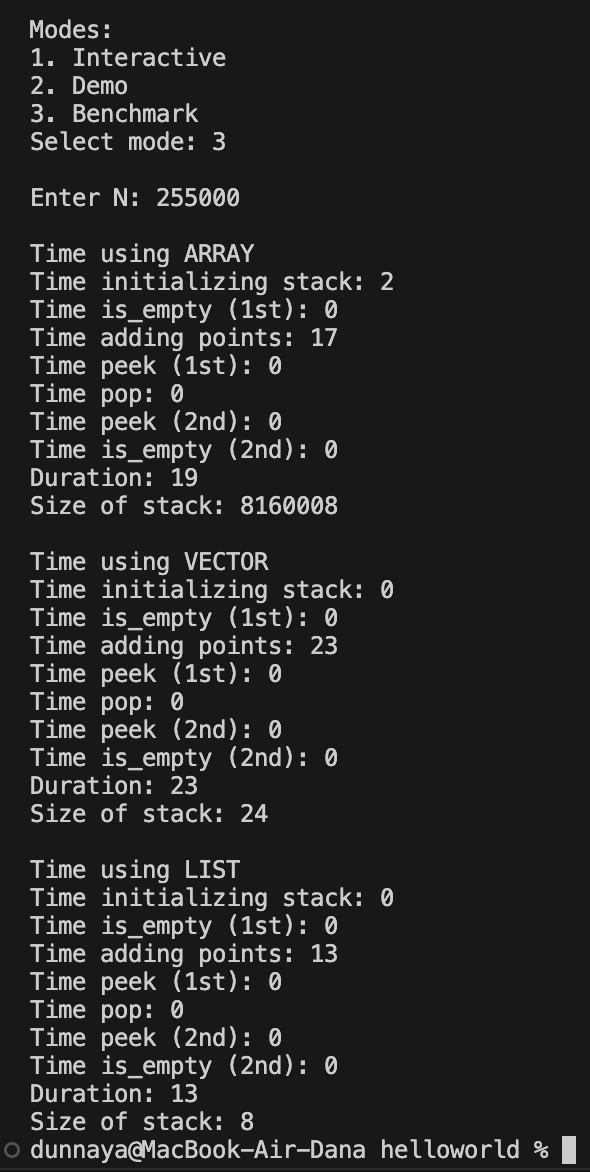 Modes:
1. Interactive
2. Demo
3. Benchmark
Select mode: 3
Enter N: 255000
Time using ARRAY
Time initializing stack: 2
Time is_empty (1st): 0
Time adding points: 17
Time peek (1st): 0
Time pop: 0
Time peek (2nd): 0
Time is_empty (2nd): 0
Duration: 19
Size of stack: 8160008
Time using VECTOR
Time initializing stack: 0
Time is_empty (1st): 0
Time adding points: 23
Time peek (1st): 0
Time pop: 0
Time peek (2nd): 0
Time is_empty (2nd): 0
Duration: 23
Size of stack: 24
Time using LIST
Time initializing stack: 0
Time is_empty (1st): 0
Time adding points: 13
Time peek (1st): 0
Time pop: 0
Time peek (2nd): 0
Time is_empty (2nd): 0
Duration: 13
Size of stack: 8
dunnaya@MacBook-Air-Dana helloworld %